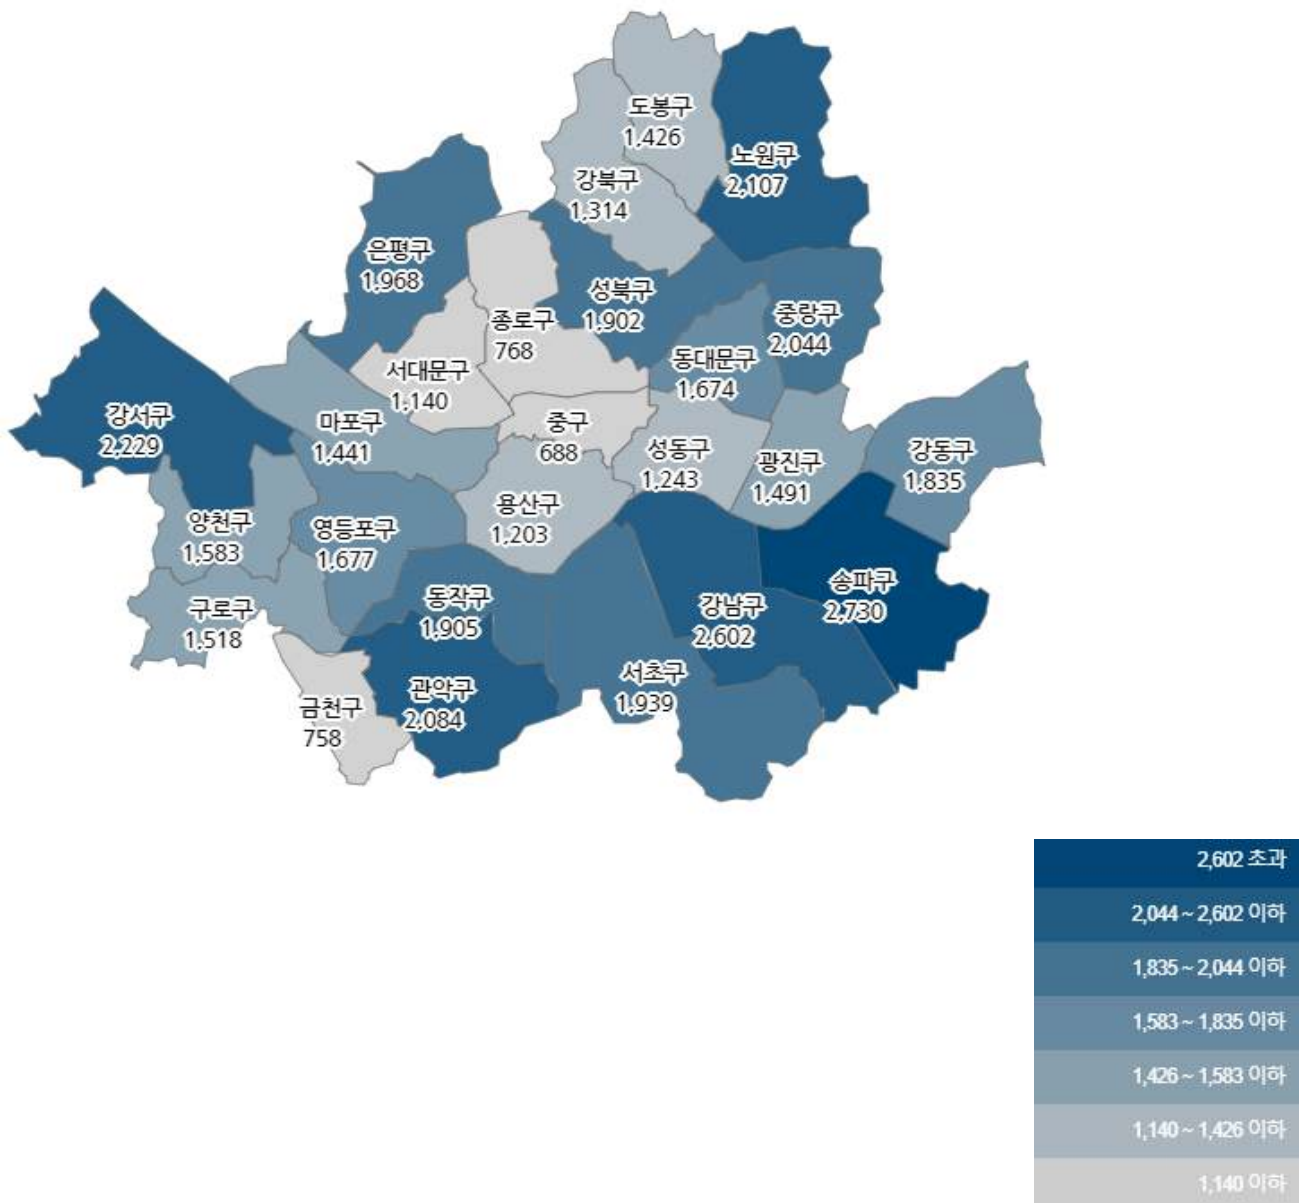 도봉구
1,426
노원구
2,107
강북구
1,314
은평구
1,968
성북구
1,902
종로구
768
중랑구
2,044
동대문구
1,674
서대문구
1,140
강서구
2,229
마포구
1,441
중구
688
성동구
1,243
광진구
1,491
강동구
1,835
용산구
1,203
양천구
1,583
영등포구
1,677
구로구
1,518
동작구
1,905
강남구
2,602
송파구
2,730
서초구
1,939
관악구
2,084
금천구
758
2,602 초과
2,044 ~ 2,602 이하
1,835 ~ 2,044 이하
1,583 ~ 1,835 이하
1,426 ~ 1,583 이하
1,140 ~ 1,426 이하
1,140 이하